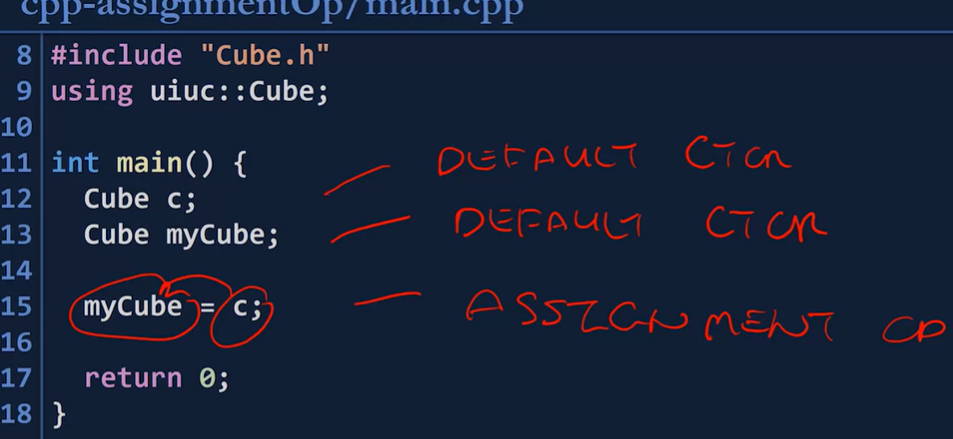 cpp-assignmentOp/main.cpp
8 #include "Cube.h"
9 using uiuc::Cube;
10
11 int main() {
DEFAULT CTOR
12 Cube c;
13 Cube myCube;
DEFAULT CTOR
14
15 myCube = c;
ASSIGNMENT OP
16
17 return 0;
18 }